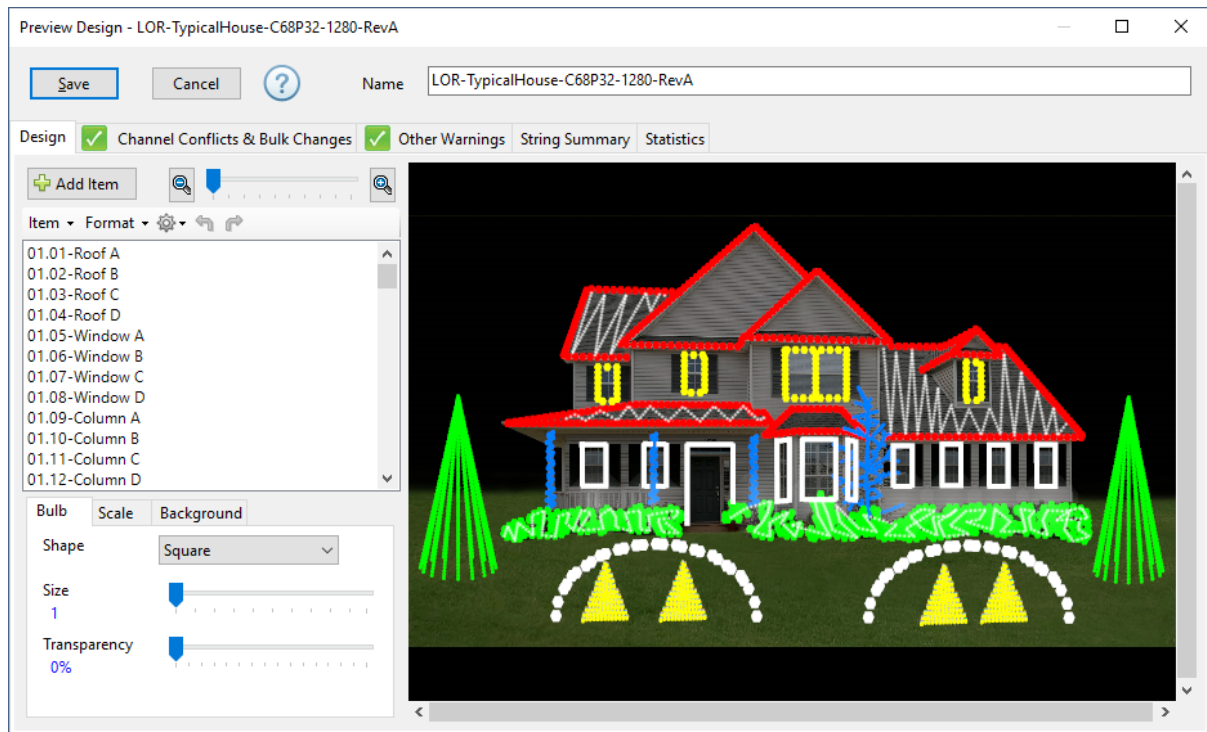 Preview Design - LOR-TypicalHouse-C68P32-1280-RevA
Save Cancel ? Name LOR-TypicalHouse-C68P32-1280-RevA
Design Channel Conflicts & Bulk Changes Other Warnings String Summary Statistics
Add Item
Item Format
01.01-Roof A
01.02-Roof B
01.03-Roof C
01.04-Roof D
01.05-Window A
01.06-Window B
01.07-Window C
01.08-Window D
01.09-Column A
01.10-Column B
01.11-Column C
01.12-Column D
Bulb Scale Background
Shape Square
Size
1
Transparency
0%